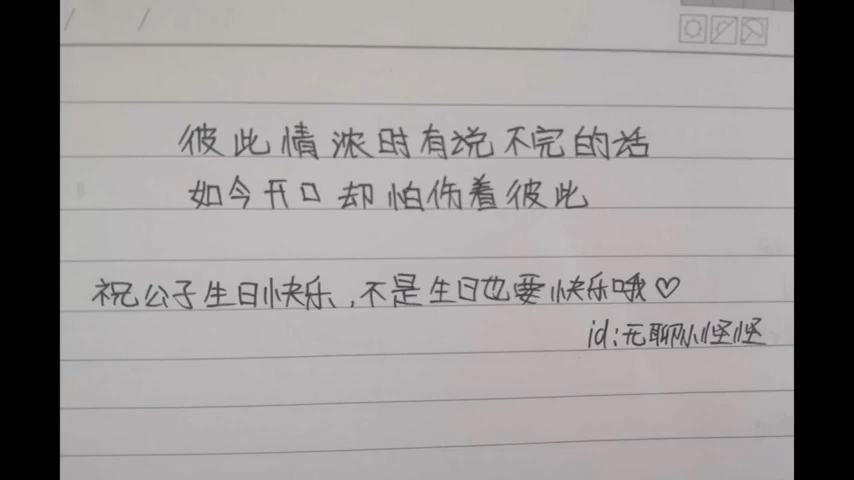 彼此情浓时有说不完的话
如今开口却怕伤着彼此
祝公子生日快乐,不是生日也要快乐哦♡
id:无聊小怪怪